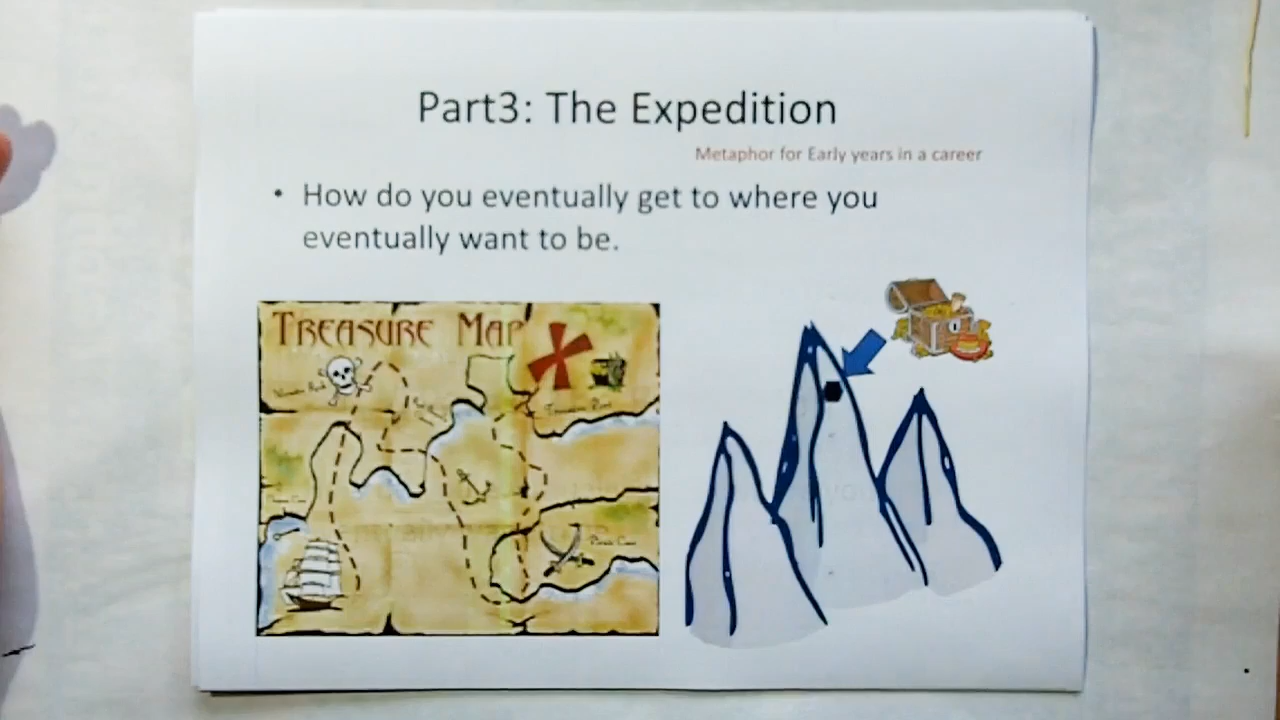 Part3: The Expedition
Metaphor for Early years in a career
• How do you eventually get to where you
eventually want to be.
TREASURE MAP